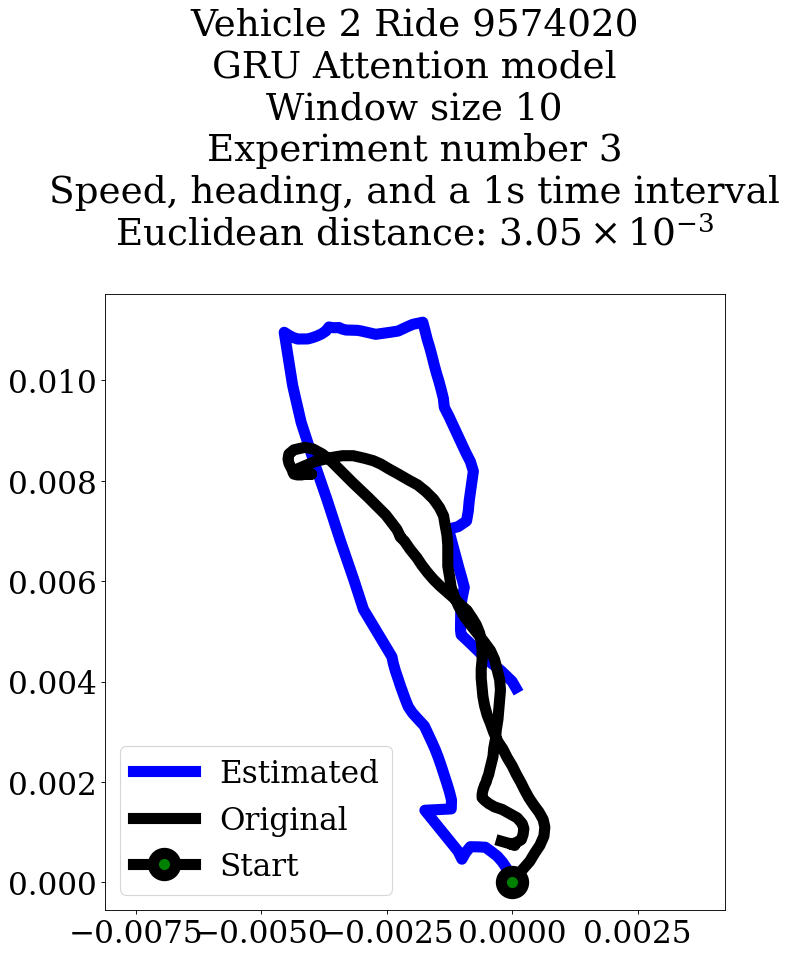 Vehicle 2 Ride 9574020
GRU Attention model
Window size 10
Experiment number 3
Speed, heading, and a 1s time interval
Euclidean distance: 3.05 × 10⁻³
0.010
0.008
0.006
0.004
0.002
0.000
Estimated
Original
Start
−0.0075 −0.0050 −0.0025 0.0000 0.0025